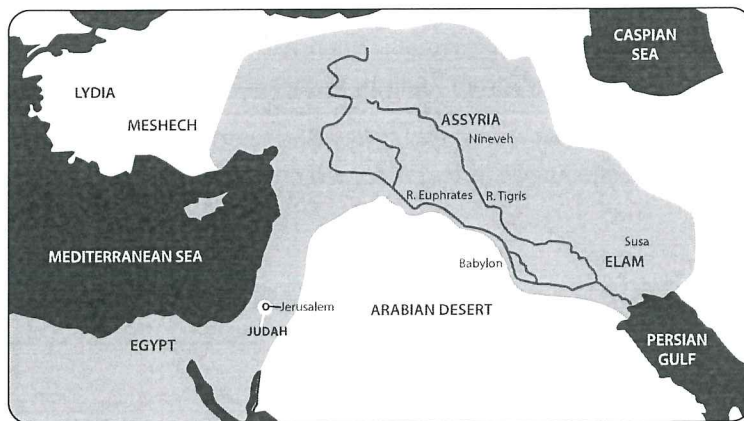 CASPIAN
SEA
LYDIA
MESHECH
ASSYRIA
Nineveh
R. Euphrates
R. Tigris
MEDITERRANEAN SEA
Babylon
Susa
ELAM
Jerusalem
JUDAH
ARABIAN DESERT
EGYPT
PERSIAN
GULF